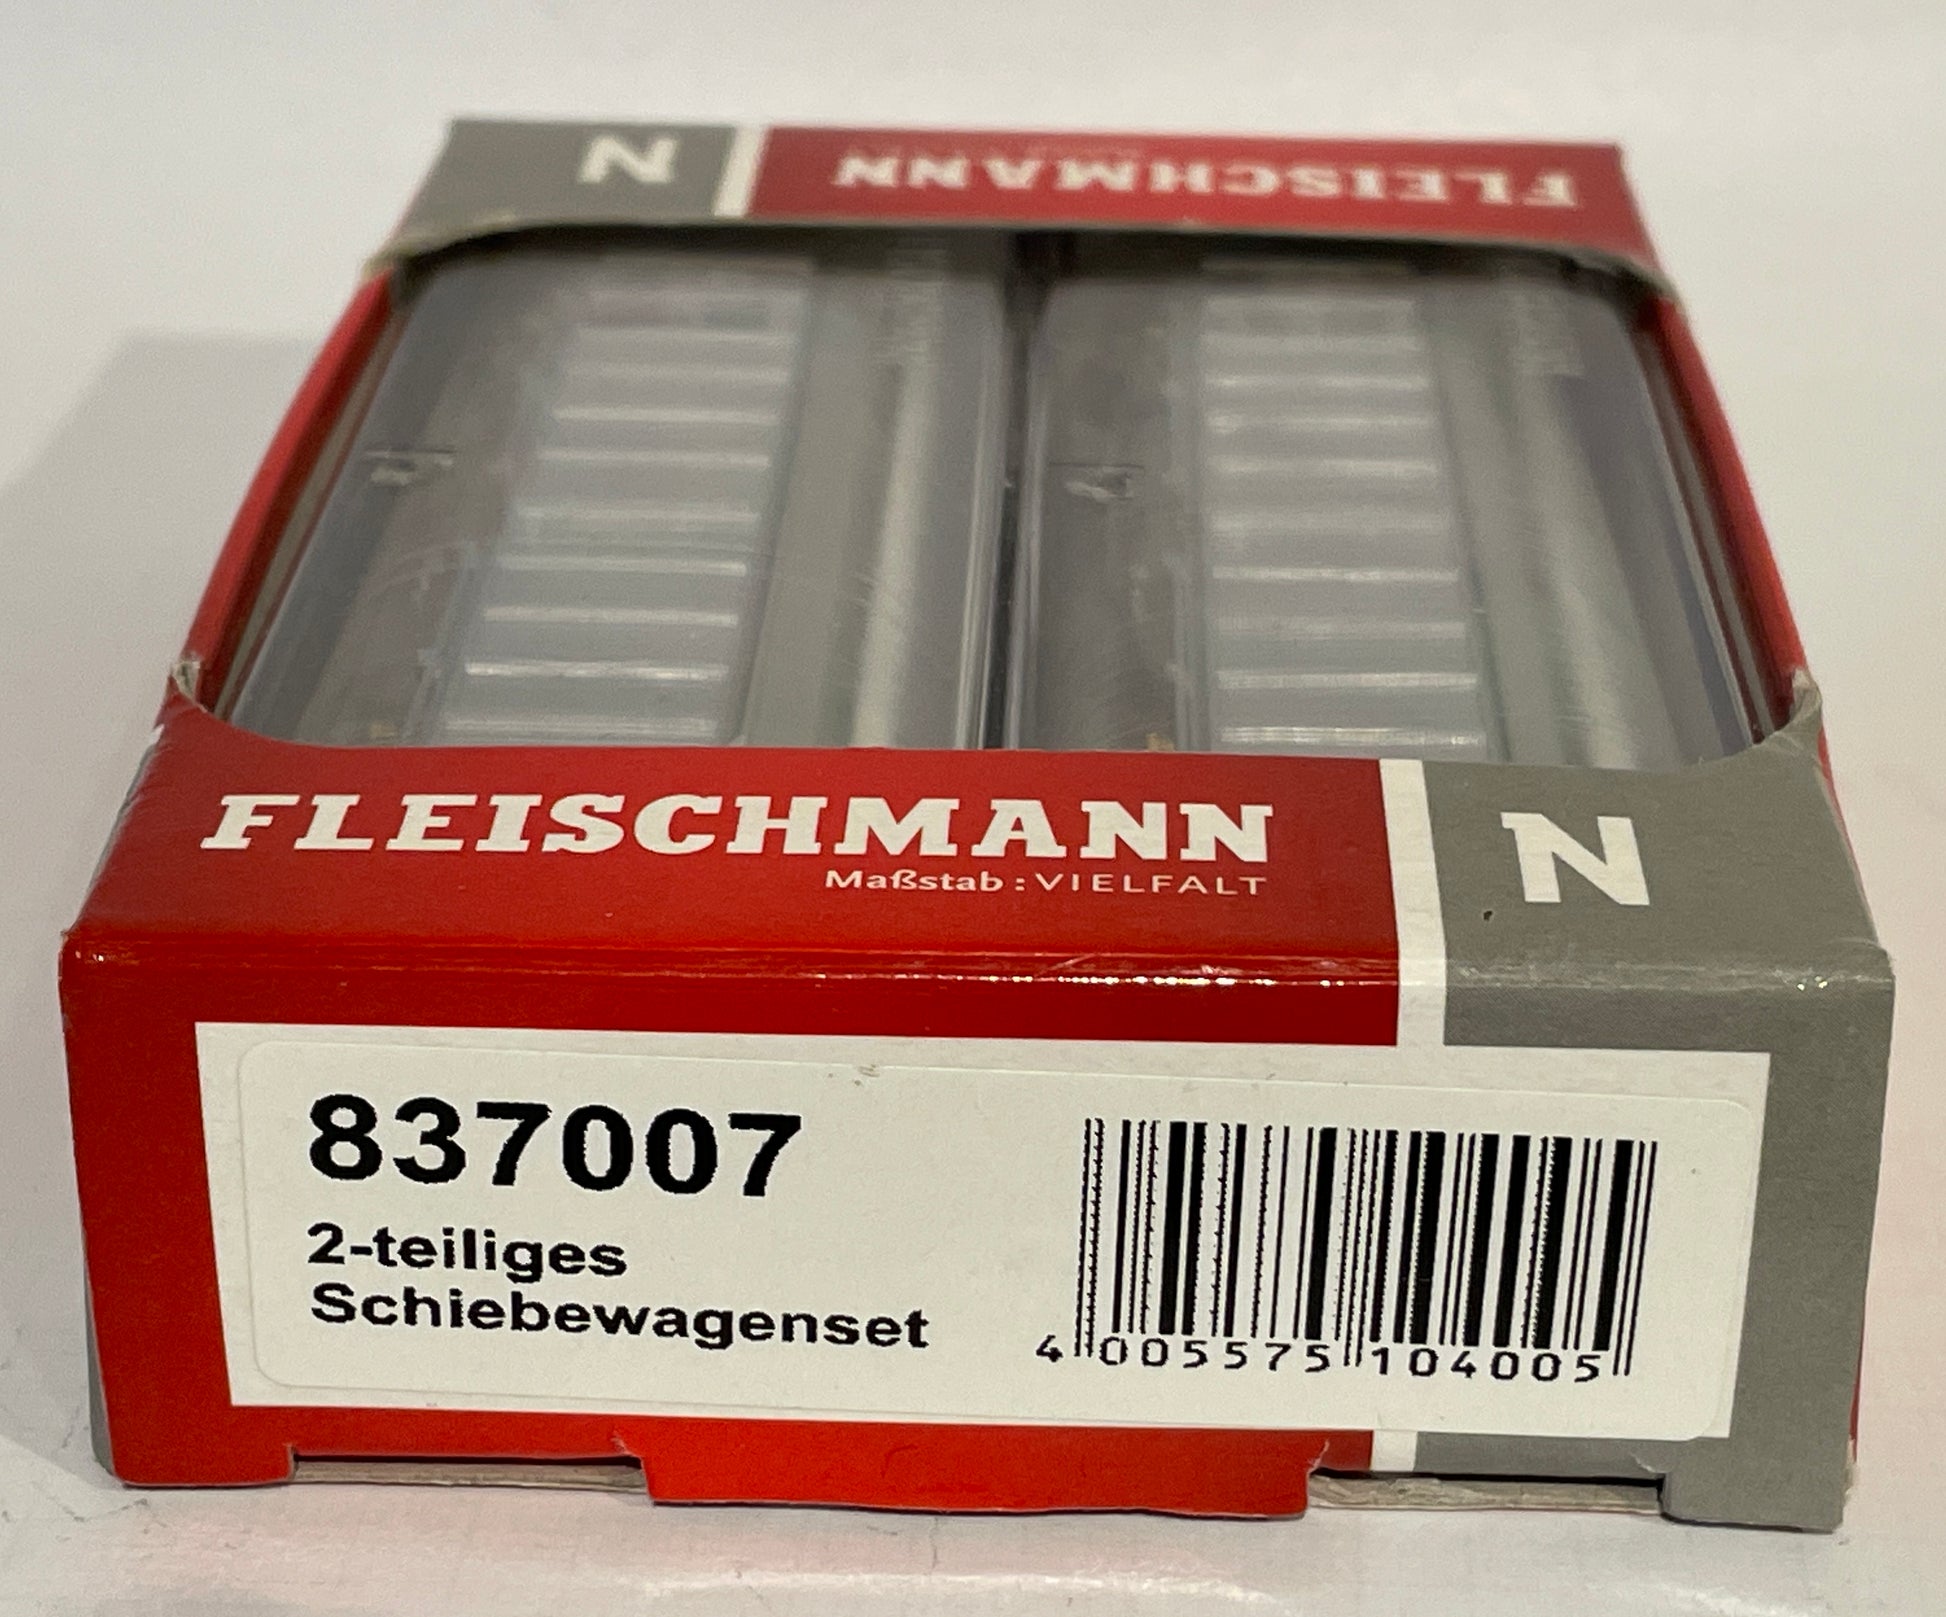 N FLEISCHMANN
FLEISCHMANN
Maßstab : VIELFALT
N
837007
2-teiliges
Schiebewagenset
4 005575 104005